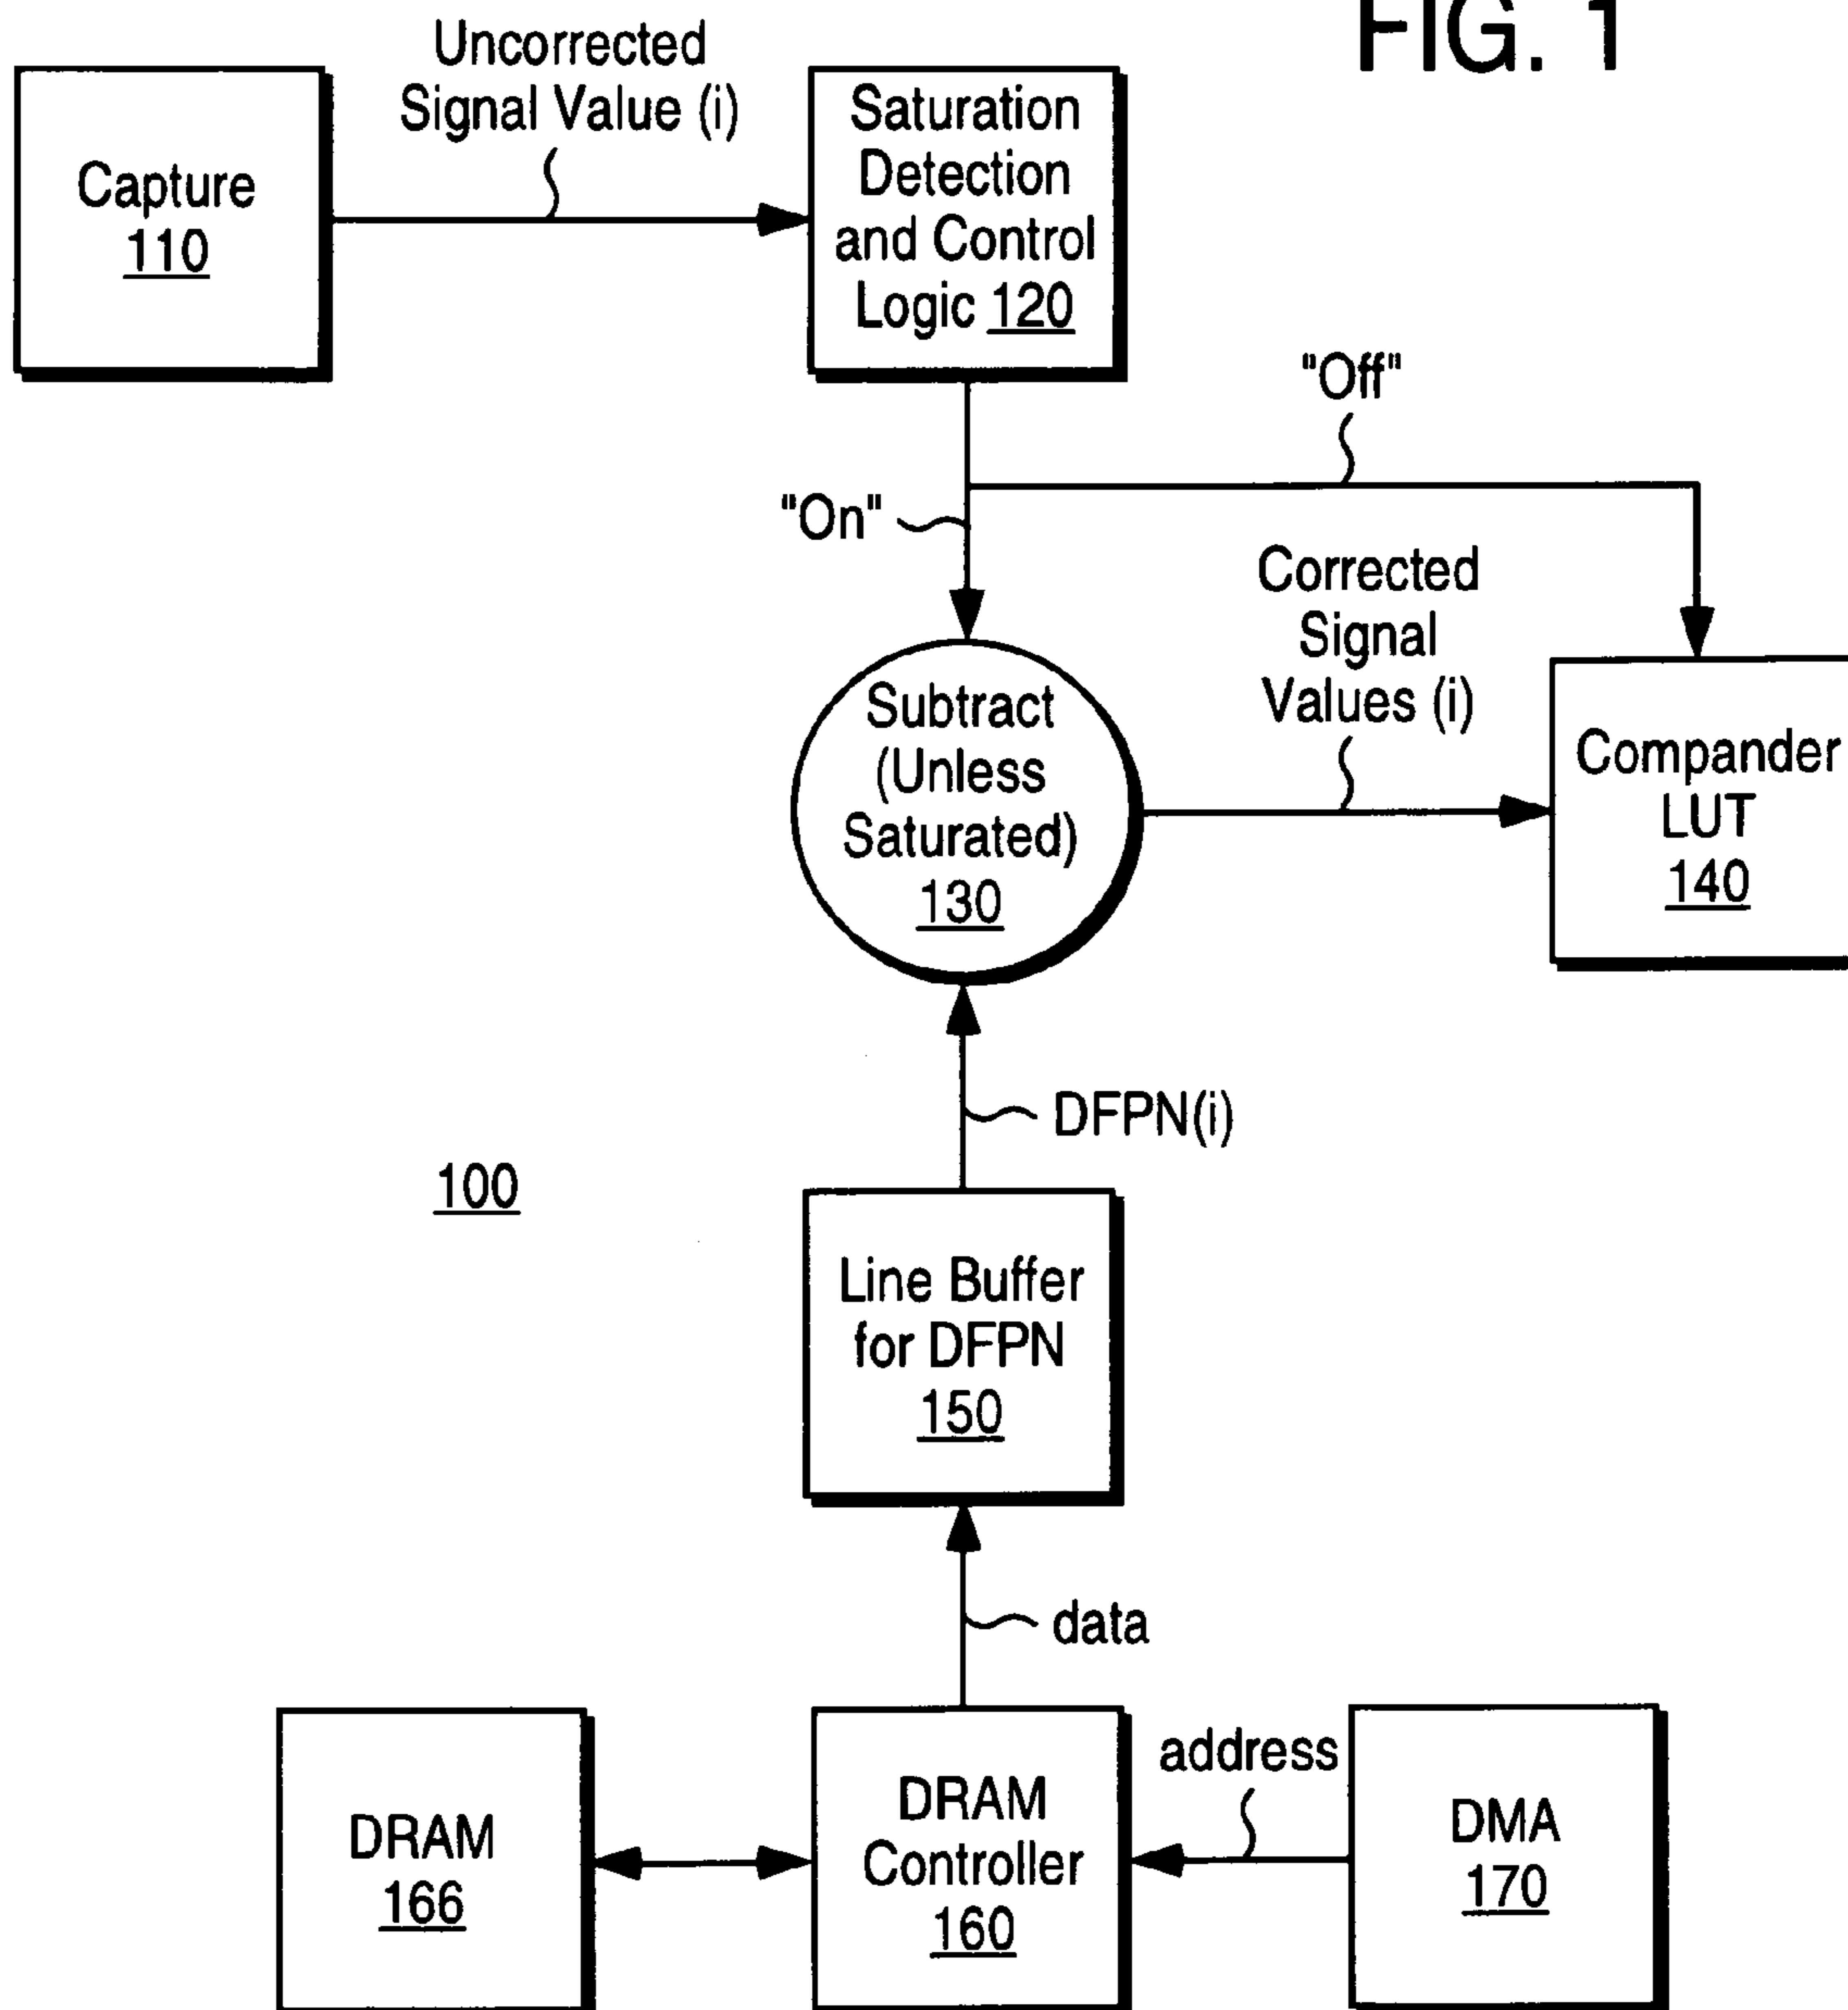 FIG. 1
Uncorrected
Signal Value (i)
Capture
110
Saturation
Detection
and Control
Logic 120
"Off"
"On"
Corrected
Signal
Values (i)
Subtract
(Unless
Saturated)
130
Compander
LUT
140
DFPN(i)
100
Line Buffer
for DFPN
150
data
DRAM
166
DRAM
Controller
160
address
DMA
170